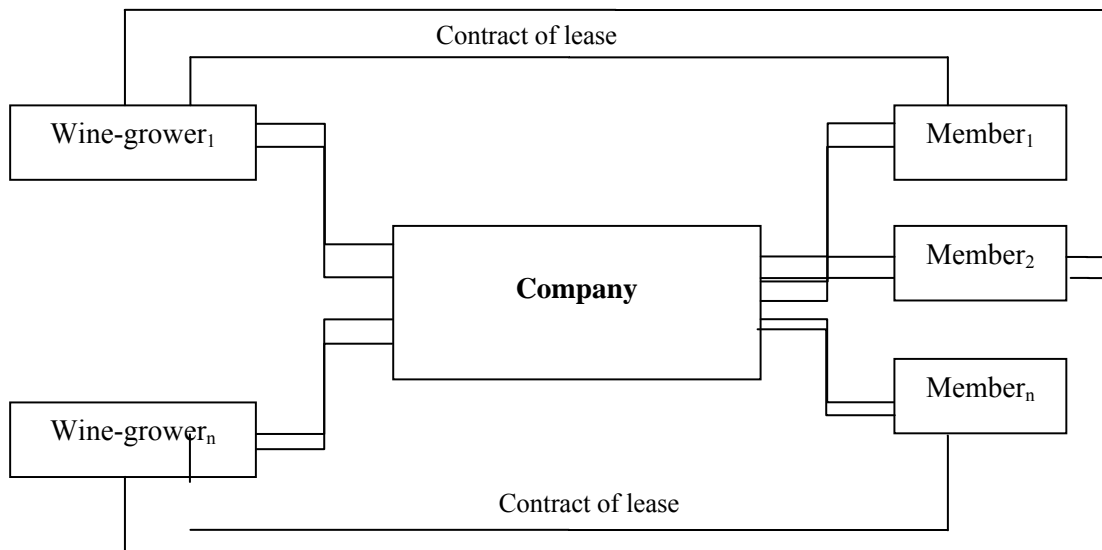 Contract of lease
Wine-grower₁
Member₁
Member₂
Company
Memberₙ
Wine-growerₙ
Contract of lease